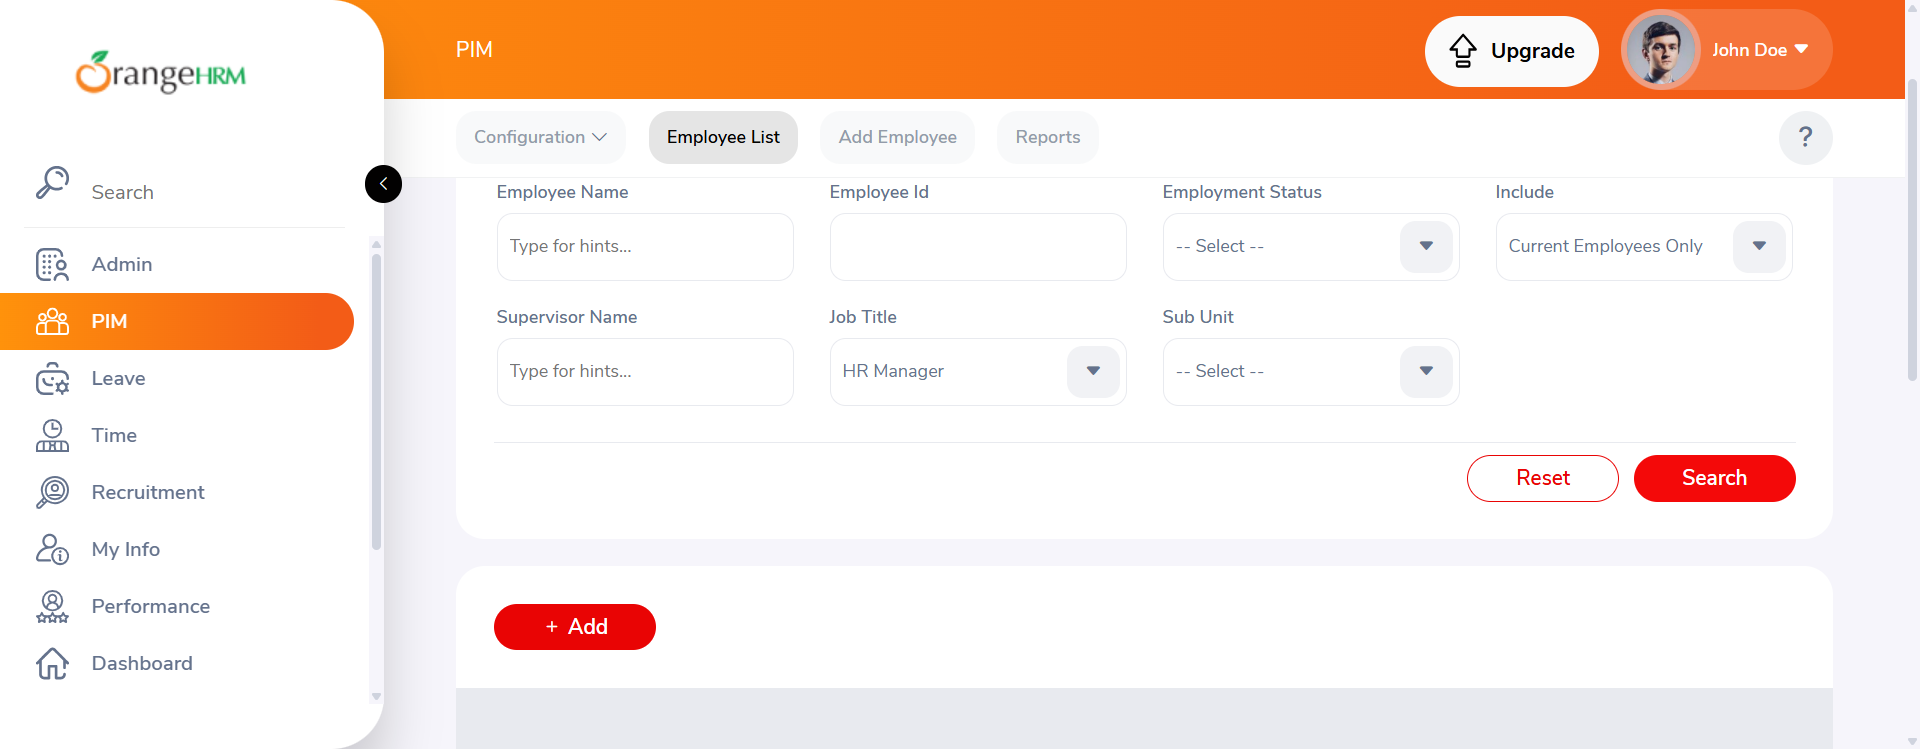 OrangeHRM
PIM
Upgrade
John Doe
Configuration
Employee List
Add Employee
Reports
?
Search
Admin
PIM
Leave
Time
Recruitment
My Info
Performance
Dashboard
Employee Name
Employee Id
Employment Status
Include
Type for hints...
-- Select --
Current Employees Only
Supervisor Name
Job Title
Sub Unit
Type for hints...
HR Manager
-- Select --
Reset
Search
+ Add